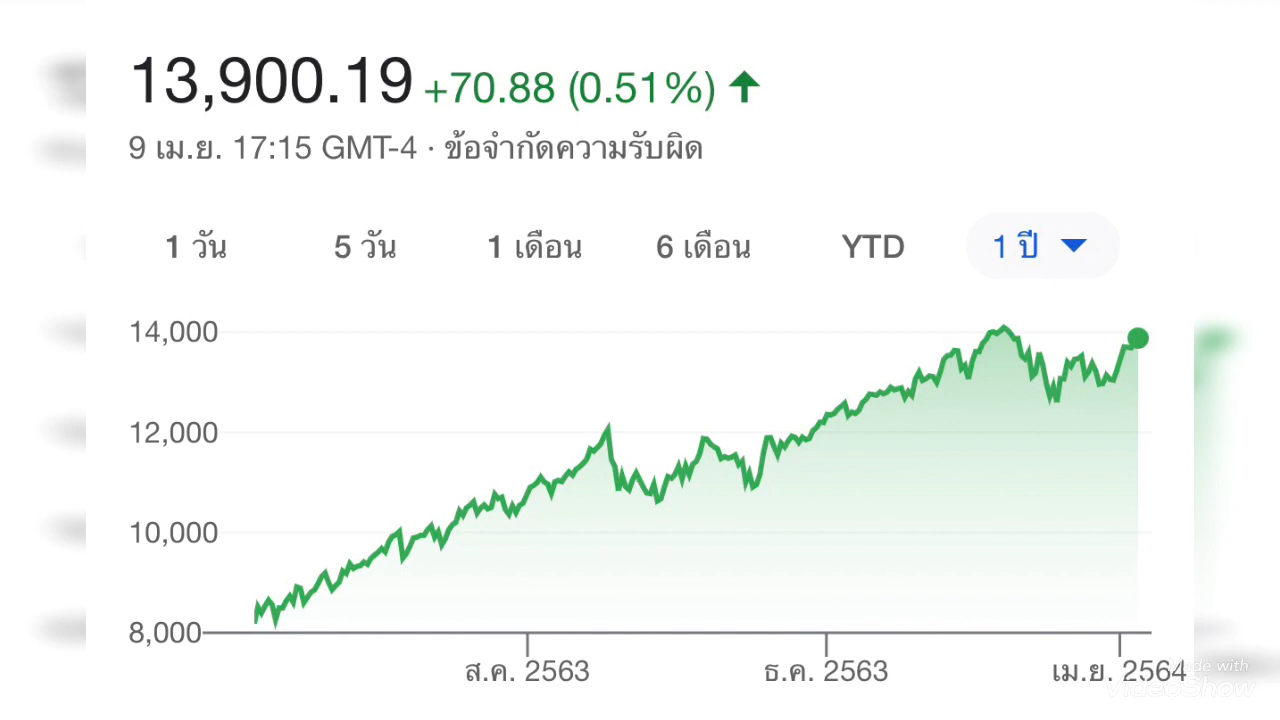 13,900.19 +70.88 (0.51%)
9 เม.ย. 17:15 GMT-4 · ข้อจำกัดความรับผิด
1 วัน 5 วัน 1 เดือน 6 เดือน YTD 1 ปี
14,000
12,000
10,000
8,000
ส.ค. 2563 ธ.ค. 2563 เม.ย. 2564
with
VideoShow